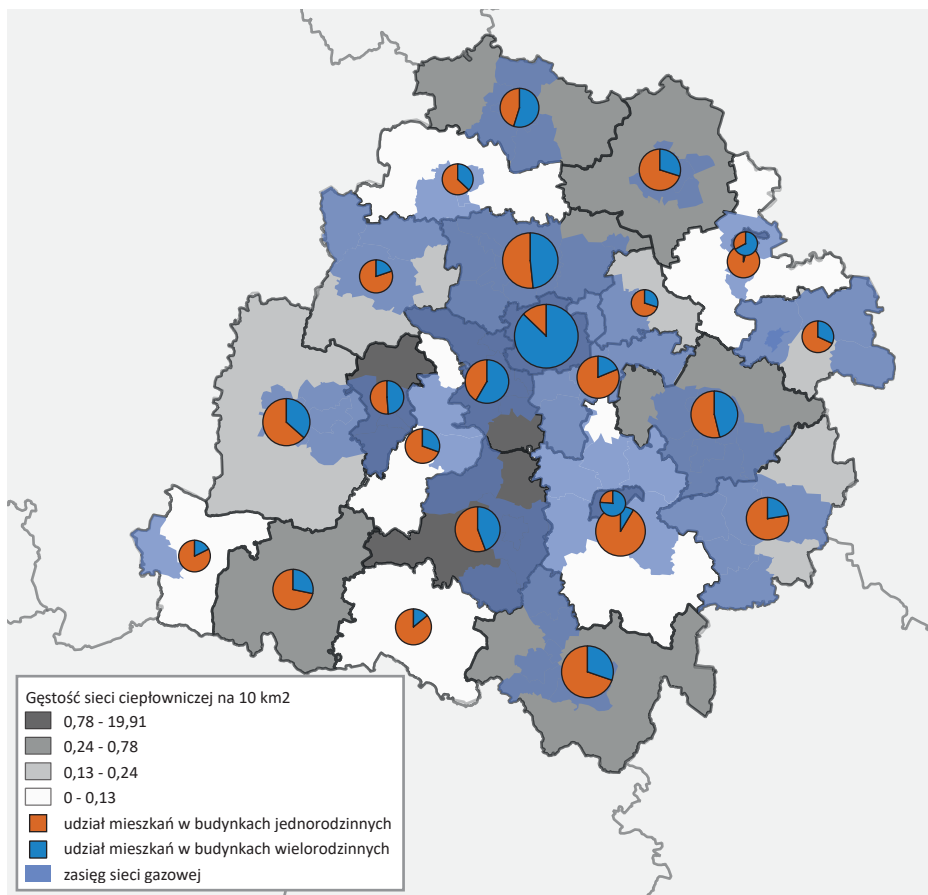 Gęstość sieci ciepłowniczej na 10 km2
0,78 - 19,91
0,24 - 0,78
0,13 - 0,24
0 - 0,13
udział mieszkań w budynkach jednorodzinnych
udział mieszkań w budynkach wielorodzinnych
zasięg sieci gazowej